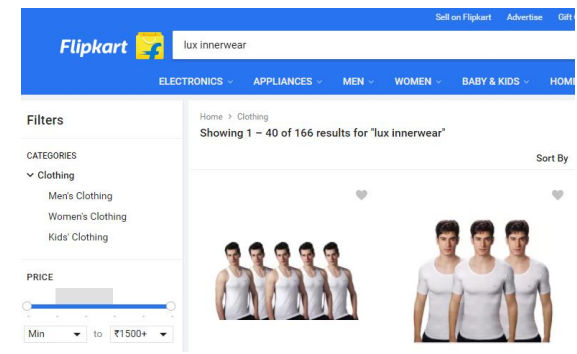 Sell on Flipkart Advertise Gift
Flipkart lux innerwear
ELECTRONICS APPLIANCES MEN WOMEN BABY & KIDS HOME
Filters
Home > Clothing
Showing 1 – 40 of 166 results for "lux innerwear"
CATEGORIES
Sort By
Clothing
Men's Clothing
Women's Clothing
Kids' Clothing
PRICE
Min to ₹1500+